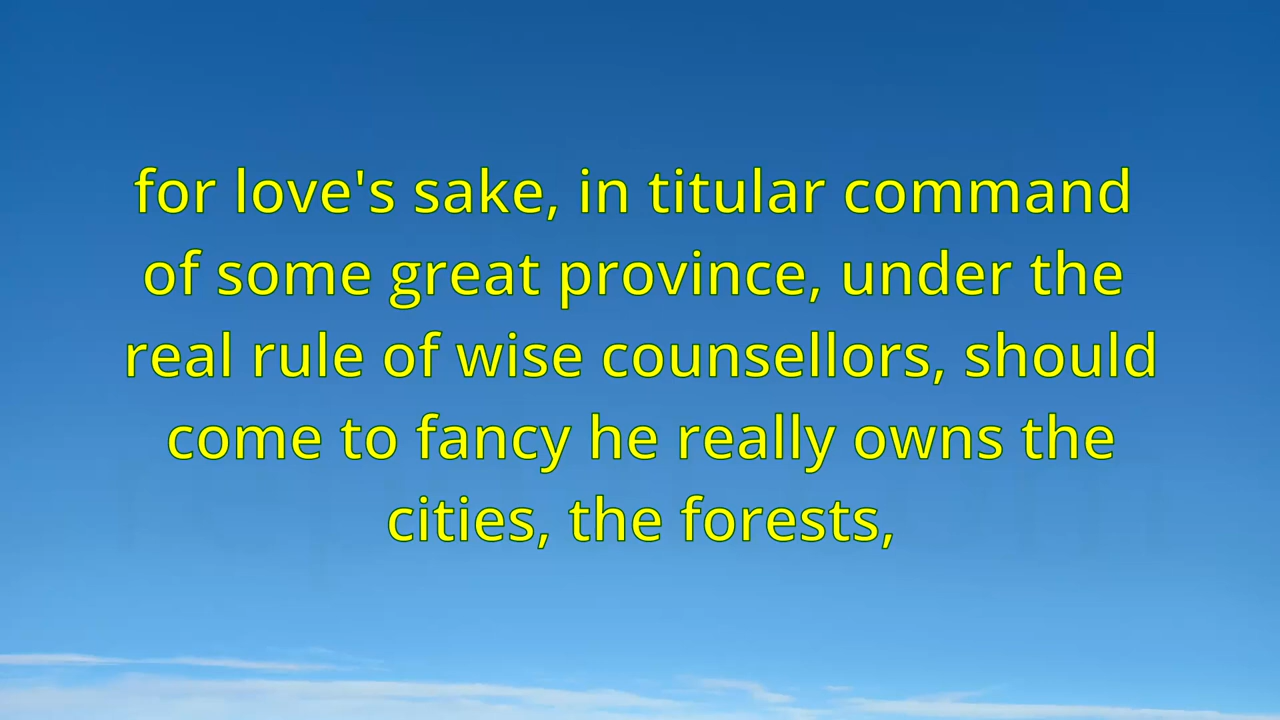 for love's sake, in titular command
of some great province, under the
real rule of wise counsellors, should
come to fancy he really owns the
cities, the forests,